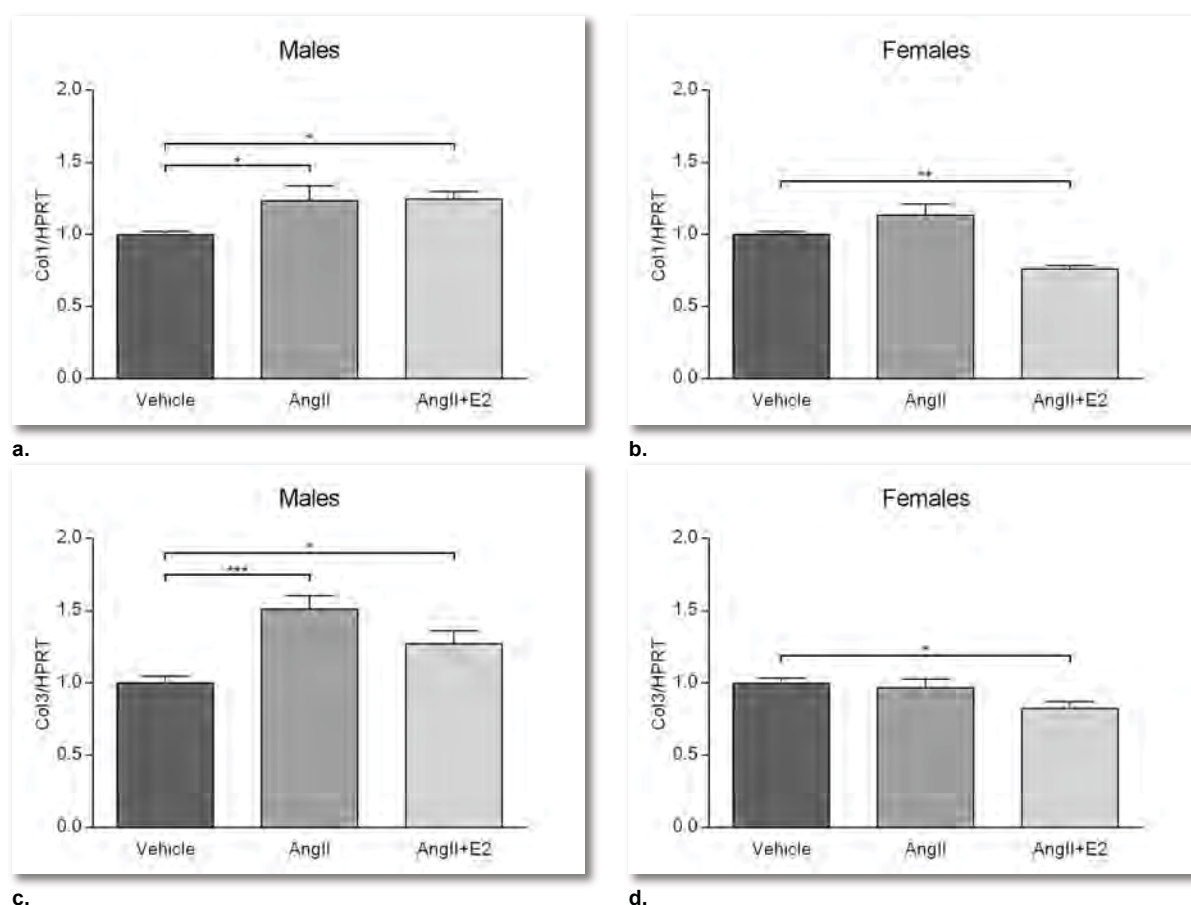 Males
2.0
1.5
1.0
0.5
0.0
Col1/HPRT
*
*
Vehicle AngII AngII+E2
a.
Females
2.0
1.5
1.0
0.5
0.0
Col1/HPRT
**
Vehicle AngII AngII+E2
b.
Males
2.0
1.5
1.0
0.5
0.0
Col3/HPRT
*
***
Vehicle AngII AngII+E2
c.
Females
2.0
1.5
1.0
0.5
0.0
Col3/HPRT
*
Vehicle AngII AngII+E2
d.